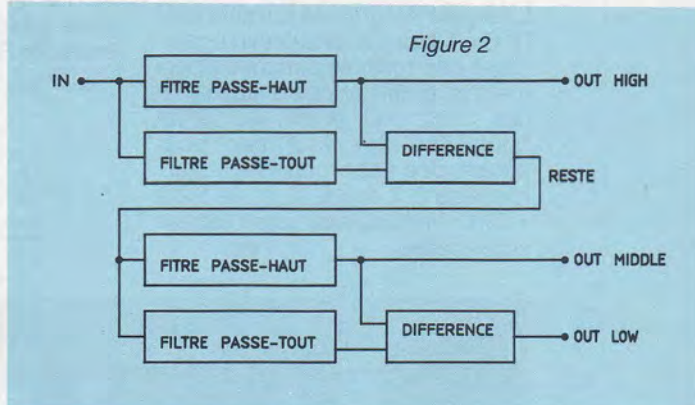 Figure 2
IN
FITRE PASSE-HAUT
OUT HIGH
FILTRE PASSE-TOUT
DIFFERENCE
RESTE
FITRE PASSE-HAUT
OUT MIDDLE
FILTRE PASSE-TOUT
DIFFERENCE
OUT LOW